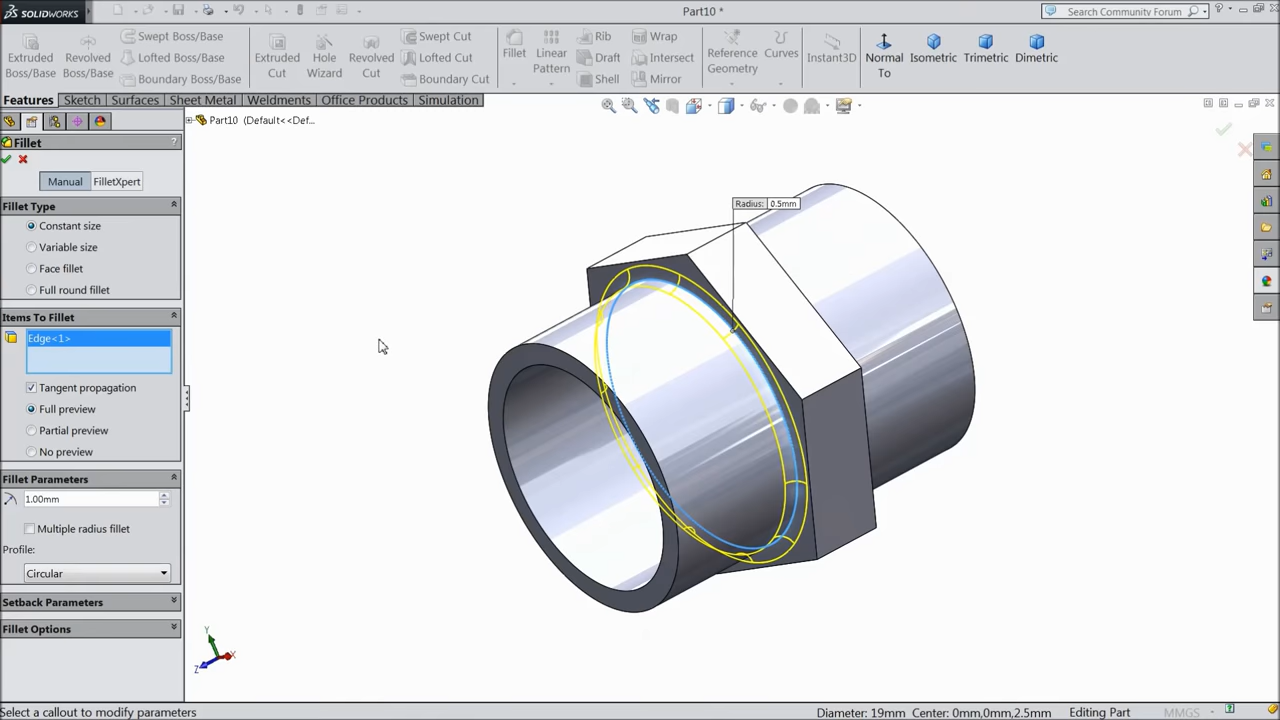 SOLIDWORKS
Part10 *
Search Community Forum
Extruded Boss/Base
Revolved Boss/Base
Swept Boss/Base
Lofted Boss/Base
Boundary Boss/Base
Extruded Cut
Hole Wizard
Revolved Cut
Swept Cut
Lofted Cut
Boundary Cut
Fillet
Linear Pattern
Rib
Draft
Shell
Wrap
Intersect
Mirror
Reference Geometry
Curves
Instant3D
Normal To
Isometric
Trimetric
Dimetric
Features
Sketch
Surfaces
Sheet Metal
Weldments
Office Products
Simulation
Part10 (Default<<Def...
Fillet
?
Manual
FilletXpert
Fillet Type
Constant size
Variable size
Face fillet
Full round fillet
Items To Fillet
Edge<1>
Tangent propagation
Full preview
Partial preview
No preview
Fillet Parameters
1.00mm
Multiple radius fillet
Profile:
Circular
Setback Parameters
Fillet Options
Radius: 0.5mm
Y
X
Z
Select a callout to modify parameters
Diameter: 19mm Center: 0mm,0mm,2.5mm
Editing Part
MMGS